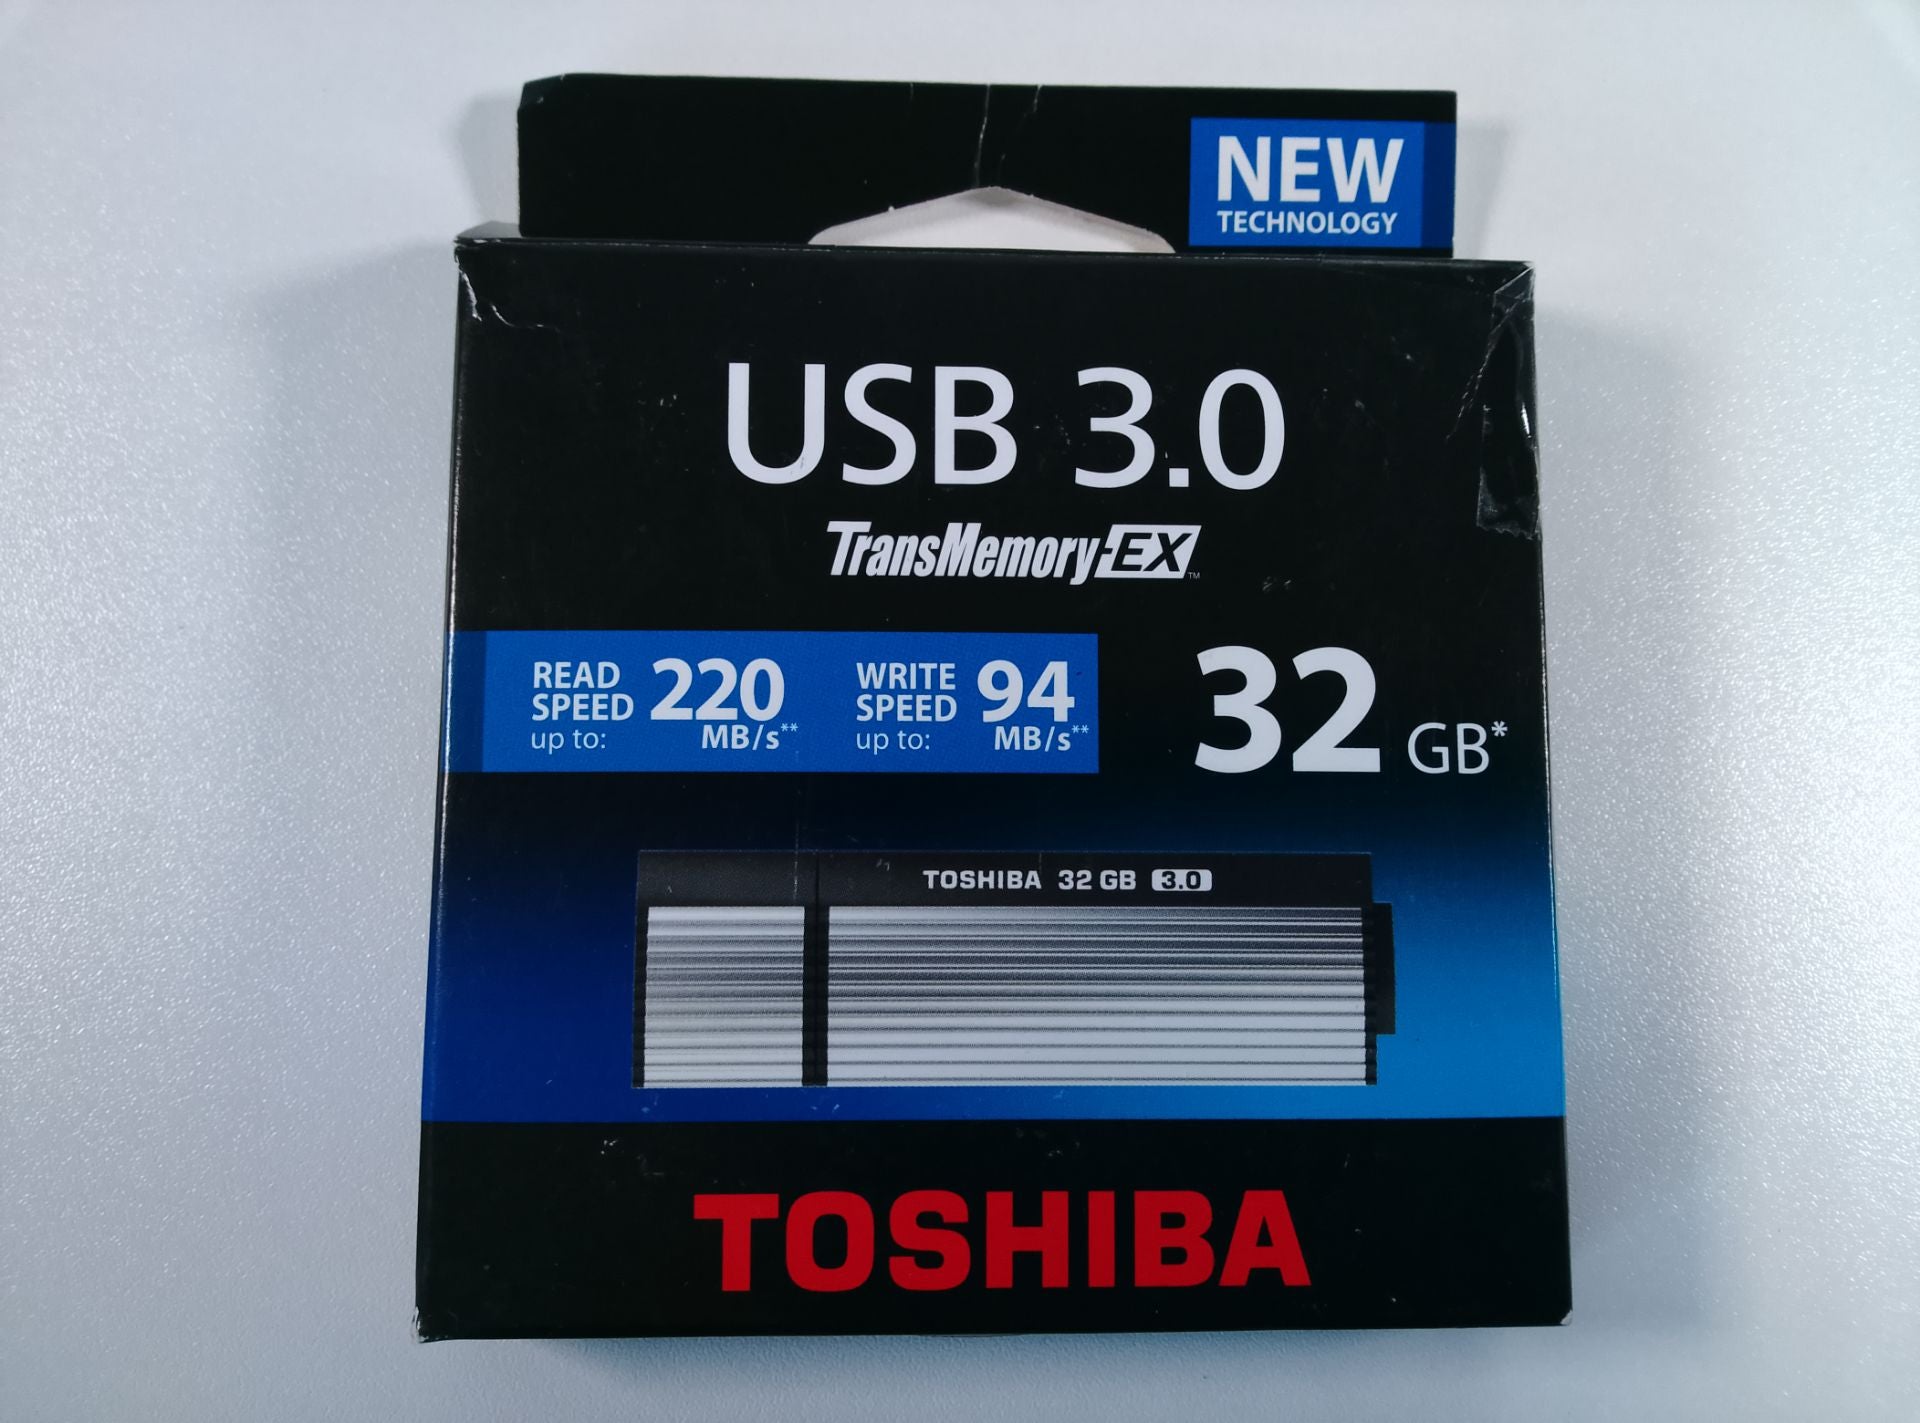 NEW
TECHNOLOGY
USB 3.0
TransMemory-EX™
READ
SPEED
up to:
220
MB/s**
WRITE
SPEED
up to:
94
MB/s**
32 GB*
TOSHIBA 32 GB 3.0
TOSHIBA